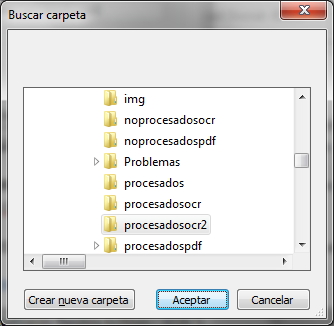 Buscar carpeta
img
noprocesadosocr
noprocesadospdf
Problemas
procesados
procesadosocr
procesadosocr2
procesadospdf
Crear nueva carpeta
Aceptar
Cancelar